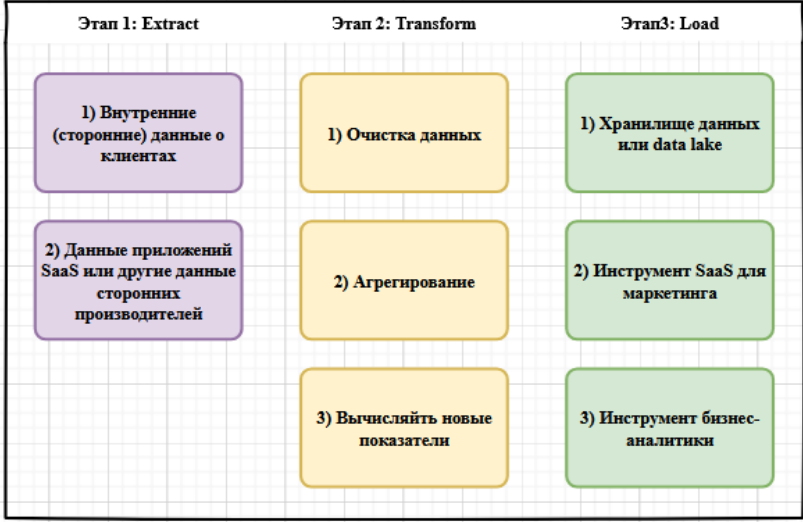 Этап 1: Extract
Этап 2: Transform
Этап3: Load
1) Внутренние
(сторонние) данные о
клиентах
1) Очистка данных
1) Хранилище данных
или data lake
2) Данные приложений
SaaS или другие данные
сторонних
производителей
2) Агрегирование
2) Инструмент SaaS для
маркетинга
3) Вычисляйть новые
показатели
3) Инструмент бизнес-
аналитики